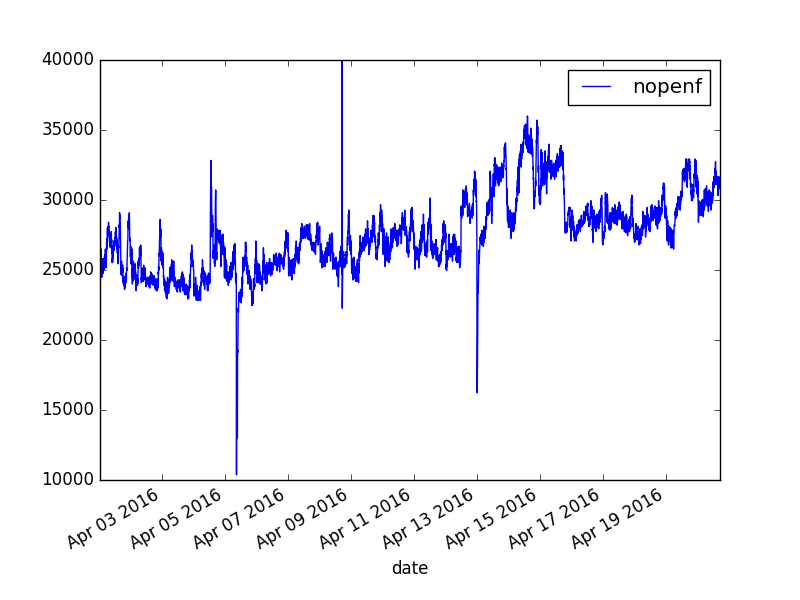 40000
35000
30000
25000
20000
15000
10000
nopenf
Apr 03 2016
Apr 05 2016
Apr 07 2016
Apr 09 2016
Apr 11 2016
Apr 13 2016
Apr 15 2016
Apr 17 2016
Apr 19 2016
date